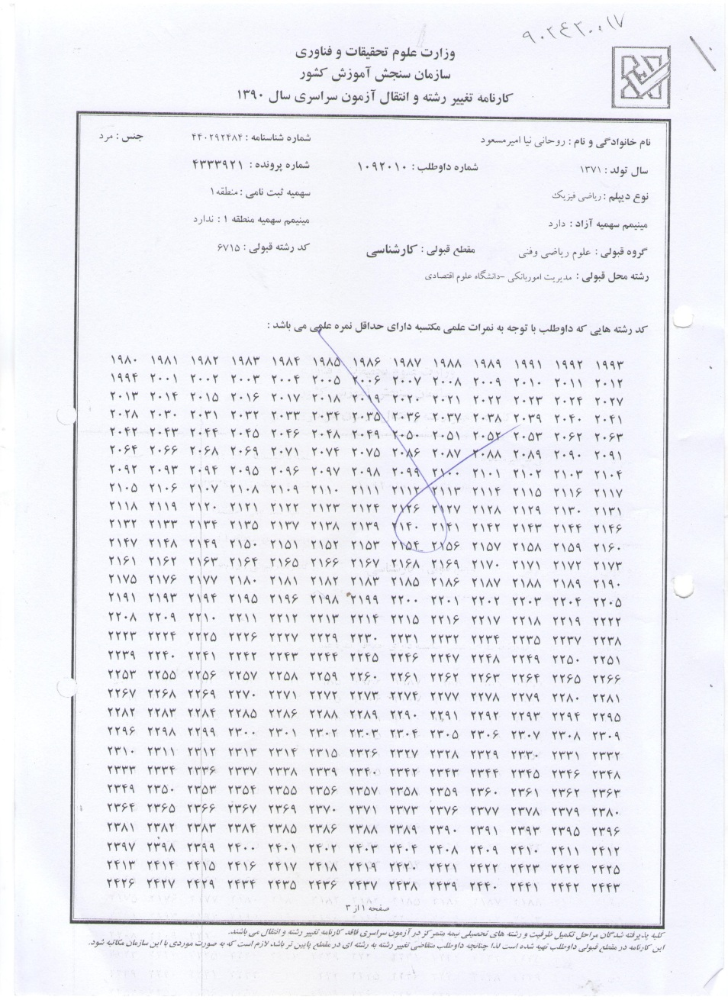 وزارت علوم تحقیقات و فناوری
سازمان سنجش آموزش کشور
کارنامه تغییر رشته و انتقال آزمون سراسری سال ۱۳۹۰
نام خانوادگی و نام : روحانی نیا امیرمسعود شماره شناسنامه : ۴۴۰۲۹۲۴۸۴ جنس : مرد
سال تولد : ۱۳۷۱ شماره داوطلب : ۱۰۹۲۰۱۰ شماره پرونده : ۴۳۳۳۹۲۱
نوع دیپلم : ریاضی فیزیک سهمیه ثبت نامی : منطقه ۱
مینیمم سهمیه آزاد : دارد مینیمم سهمیه منطقه ۱ : ندارد
گروه قبولی : علوم ریاضی وفنی مقطع قبولی : کارشناسی کد رشته قبولی : ۶۷۱۵
رشته محل قبولی : مدیریت اموربانکی -دانشگاه علوم اقتصادی
کد رشته هایی که داوطلب با توجه به نمرات علمی مکتسبه دارای حداقل نمره علمی می باشد :
۱۹۸۰ ۱۹۸۱ ۱۹۸۲ ۱۹۸۳ ۱۹۸۴ ۱۹۸۵ ۱۹۸۶ ۱۹۸۷ ۱۹۸۸ ۱۹۸۹ ۱۹۹۱ ۱۹۹۲ ۱۹۹۳
۱۹۹۴ ۲۰۰۱ ۲۰۰۲ ۲۰۰۳ ۲۰۰۴ ۲۰۰۵ ۲۰۰۶ ۲۰۰۷ ۲۰۰۸ ۲۰۰۹ ۲۰۱۰ ۲۰۱۱ ۲۰۱۲
۲۰۱۳ ۲۰۱۴ ۲۰۱۵ ۲۰۱۶ ۲۰۱۷ ۲۰۱۸ ۲۰۱۹ ۲۰۲۰ ۲۰۲۱ ۲۰۲۲ ۲۰۲۳ ۲۰۲۴ ۲۰۲۷
۲۰۲۸ ۲۰۳۰ ۲۰۳۱ ۲۰۳۲ ۲۰۳۳ ۲۰۳۴ ۲۰۳۵ ۲۰۳۶ ۲۰۳۷ ۲۰۳۸ ۲۰۳۹ ۲۰۴۰ ۲۰۴۱
۲۰۴۲ ۲۰۴۳ ۲۰۴۴ ۲۰۴۵ ۲۰۴۶ ۲۰۴۸ ۲۰۴۹ ۲۰۵۰ ۲۰۵۱ ۲۰۵۲ ۲۰۵۳ ۲۰۶۲ ۲۰۶۳
۲۰۶۴ ۲۰۶۶ ۲۰۶۸ ۲۰۶۹ ۲۰۷۱ ۲۰۷۴ ۲۰۷۵ ۲۰۸۶ ۲۰۸۷ ۲۰۸۸ ۲۰۸۹ ۲۰۹۰ ۲۰۹۱
۲۰۹۲ ۲۰۹۳ ۲۰۹۴ ۲۰۹۵ ۲۰۹۶ ۲۰۹۷ ۲۰۹۸ ۲۰۹۹ ۲۱۰۰ ۲۱۰۱ ۲۱۰۲ ۲۱۰۳ ۲۱۰۴
۲۱۰۵ ۲۱۰۶ ۲۱۰۷ ۲۱۰۸ ۲۱۰۹ ۲۱۱۰ ۲۱۱۱ ۲۱۱۲ ۲۱۱۳ ۲۱۱۴ ۲۱۱۵ ۲۱۱۶ ۲۱۱۷
۲۱۱۸ ۲۱۱۹ ۲۱۲۰ ۲۱۲۱ ۲۱۲۲ ۲۱۲۳ ۲۱۲۴ ۲۱۲۶ ۲۱۲۷ ۲۱۲۸ ۲۱۲۹ ۲۱۳۰ ۲۱۳۱
۲۱۳۲ ۲۱۳۳ ۲۱۳۴ ۲۱۳۵ ۲۱۳۷ ۲۱۳۸ ۲۱۳۹ ۲۱۴۰ ۲۱۴۱ ۲۱۴۲ ۲۱۴۳ ۲۱۴۴ ۲۱۴۶
۲۱۴۷ ۲۱۴۸ ۲۱۴۹ ۲۱۵۰ ۲۱۵۱ ۲۱۵۲ ۲۱۵۳ ۲۱۵۴ ۲۱۵۶ ۲۱۵۷ ۲۱۵۸ ۲۱۵۹ ۲۱۶۰
۲۱۶۱ ۲۱۶۲ ۲۱۶۳ ۲۱۶۴ ۲۱۶۵ ۲۱۶۶ ۲۱۶۷ ۲۱۶۸ ۲۱۶۹ ۲۱۷۰ ۲۱۷۱ ۲۱۷۲ ۲۱۷۳
۲۱۷۵ ۲۱۷۶ ۲۱۷۷ ۲۱۸۰ ۲۱۸۱ ۲۱۸۲ ۲۱۸۳ ۲۱۸۵ ۲۱۸۶ ۲۱۸۷ ۲۱۸۸ ۲۱۸۹ ۲۱۹۰
۲۱۹۱ ۲۱۹۳ ۲۱۹۴ ۲۱۹۵ ۲۱۹۶ ۲۱۹۸ ۲۱۹۹ ۲۲۰۰ ۲۲۰۱ ۲۲۰۲ ۲۲۰۳ ۲۲۰۴ ۲۲۰۵
۲۲۰۸ ۲۲۰۹ ۲۲۱۰ ۲۲۱۱ ۲۲۱۲ ۲۲۱۳ ۲۲۱۴ ۲۲۱۵ ۲۲۱۶ ۲۲۱۷ ۲۲۱۸ ۲۲۱۹ ۲۲۲۲
۲۲۲۳ ۲۲۲۴ ۲۲۲۵ ۲۲۲۶ ۲۲۲۷ ۲۲۲۹ ۲۲۳۰ ۲۲۳۱ ۲۲۳۲ ۲۲۳۴ ۲۲۳۵ ۲۲۳۷ ۲۲۳۸
۲۲۳۹ ۲۲۴۰ ۲۲۴۱ ۲۲۴۲ ۲۲۴۳ ۲۲۴۴ ۲۲۴۵ ۲۲۴۶ ۲۲۴۷ ۲۲۴۸ ۲۲۴۹ ۲۲۵۰ ۲۲۵۱
۲۲۵۳ ۲۲۵۵ ۲۲۵۶ ۲۲۵۷ ۲۲۵۸ ۲۲۵۹ ۲۲۶۰ ۲۲۶۱ ۲۲۶۲ ۲۲۶۳ ۲۲۶۴ ۲۲۶۵ ۲۲۶۶
۲۲۶۷ ۲۲۶۸ ۲۲۶۹ ۲۲۷۰ ۲۲۷۱ ۲۲۷۲ ۲۲۷۳ ۲۲۷۴ ۲۲۷۷ ۲۲۷۸ ۲۲۷۹ ۲۲۸۰ ۲۲۸۱
۲۲۸۲ ۲۲۸۳ ۲۲۸۴ ۲۲۸۵ ۲۲۸۶ ۲۲۸۸ ۲۲۸۹ ۲۲۹۰ ۲۲۹۱ ۲۲۹۲ ۲۲۹۳ ۲۲۹۴ ۲۲۹۵
۲۲۹۶ ۲۲۹۸ ۲۲۹۹ ۲۳۰۰ ۲۳۰۱ ۲۳۰۲ ۲۳۰۳ ۲۳۰۴ ۲۳۰۵ ۲۳۰۶ ۲۳۰۷ ۲۳۰۸ ۲۳۰۹
۲۳۱۰ ۲۳۱۱ ۲۳۱۲ ۲۳۱۳ ۲۳۱۴ ۲۳۱۵ ۲۳۲۶ ۲۳۲۷ ۲۳۲۸ ۲۳۲۹ ۲۳۳۰ ۲۳۳۱ ۲۳۳۲
۲۳۳۳ ۲۳۳۴ ۲۳۳۶ ۲۳۳۷ ۲۳۳۸ ۲۳۳۹ ۲۳۴۰ ۲۳۴۲ ۲۳۴۳ ۲۳۴۴ ۲۳۴۵ ۲۳۴۶ ۲۳۴۸
۲۳۴۹ ۲۳۵۰ ۲۳۵۳ ۲۳۵۴ ۲۳۵۵ ۲۳۵۶ ۲۳۵۷ ۲۳۵۸ ۲۳۵۹ ۲۳۶۰ ۲۳۶۱ ۲۳۶۲ ۲۳۶۳
۲۳۶۴ ۲۳۶۵ ۲۳۶۶ ۲۳۶۷ ۲۳۶۹ ۲۳۷۰ ۲۳۷۱ ۲۳۷۳ ۲۳۷۶ ۲۳۷۷ ۲۳۷۸ ۲۳۷۹ ۲۳۸۰
۲۳۸۱ ۲۳۸۲ ۲۳۸۳ ۲۳۸۴ ۲۳۸۵ ۲۳۸۶ ۲۳۸۸ ۲۳۸۹ ۲۳۹۰ ۲۳۹۱ ۲۳۹۳ ۲۳۹۵ ۲۳۹۶
۲۳۹۷ ۲۳۹۸ ۲۳۹۹ ۲۴۰۰ ۲۴۰۱ ۲۴۰۲ ۲۴۰۳ ۲۴۰۴ ۲۴۰۸ ۲۴۰۹ ۲۴۱۰ ۲۴۱۱ ۲۴۱۲
۲۴۱۳ ۲۴۱۴ ۲۴۱۵ ۲۴۱۶ ۲۴۱۷ ۲۴۱۸ ۲۴۱۹ ۲۴۲۰ ۲۴۲۱ ۲۴۲۲ ۲۴۲۳ ۲۴۲۴ ۲۴۲۵
۲۴۲۶ ۲۴۲۷ ۲۴۲۹ ۲۴۳۴ ۲۴۳۵ ۲۴۳۶ ۲۴۳۷ ۲۴۳۸ ۲۴۳۹ ۲۴۴۰ ۲۴۴۱ ۲۴۴۲ ۲۴۴۳
صفحه ۱ از ۳
کلیه پذیرفته شدگان مراحل تکمیل ظرفیت و رشته های تحصیلی نیمه متمرکز در آزمون سراسری فاقد کارنامه تغییر رشته و انتقال می باشند.
این کارنامه در مقطع قبولی داوطلب تهیه شده است لذا چنانچه داوطلب متقاضی تغییر رشته به رشته ای در مقطع پایین تر باشد لازم است که به صورت موردی با این سازمان مکاتبه شود.